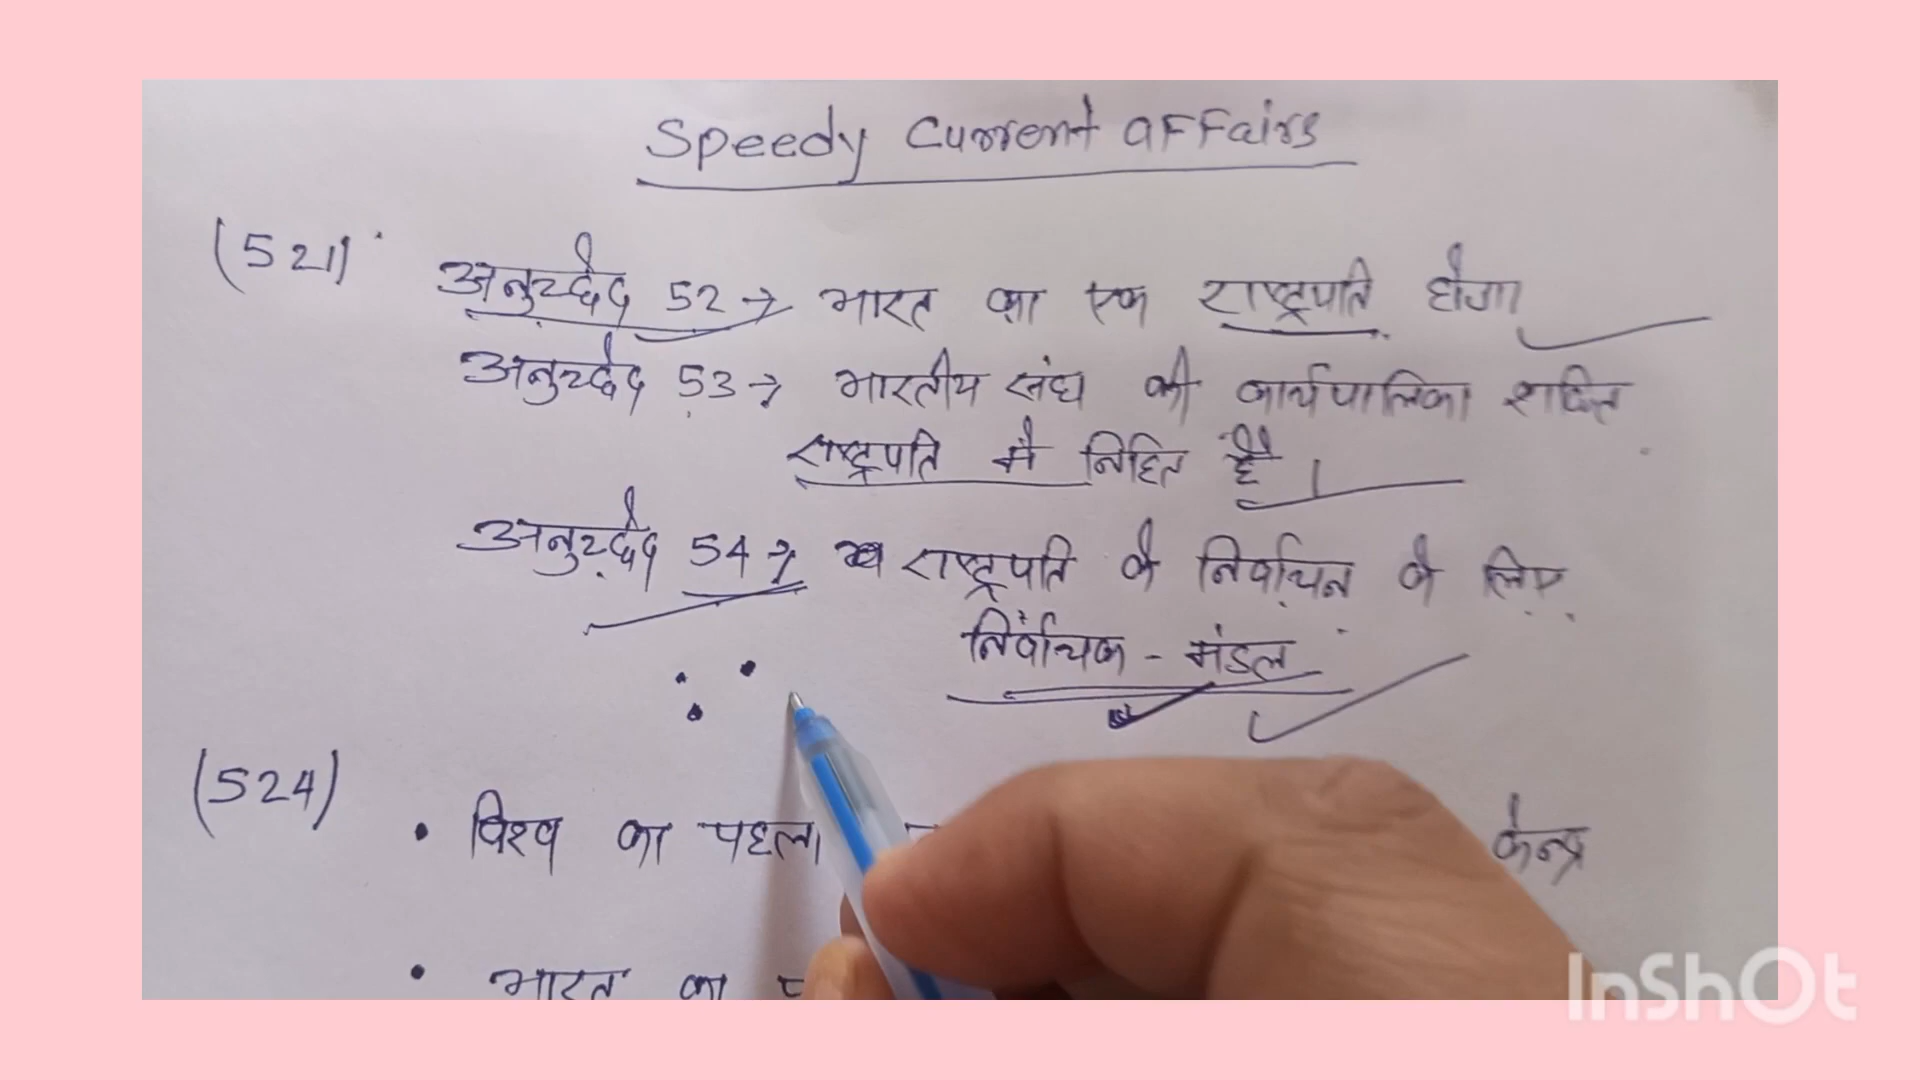 Speedy Current affairs
(521) अनुच्छेद 52 → भारत का एक राष्ट्रपति होगा
अनुच्छेद 53 → भारतीय संघ की कार्यपालिका शक्ति
राष्ट्रपति में निहित है ।
अनुच्छेद 54 → राष्ट्रपति के निर्वाचन के लिए
निर्वाचक - मंडल
(524)
• विश्व का पहला केन्द्र
• भारत का
InShOt